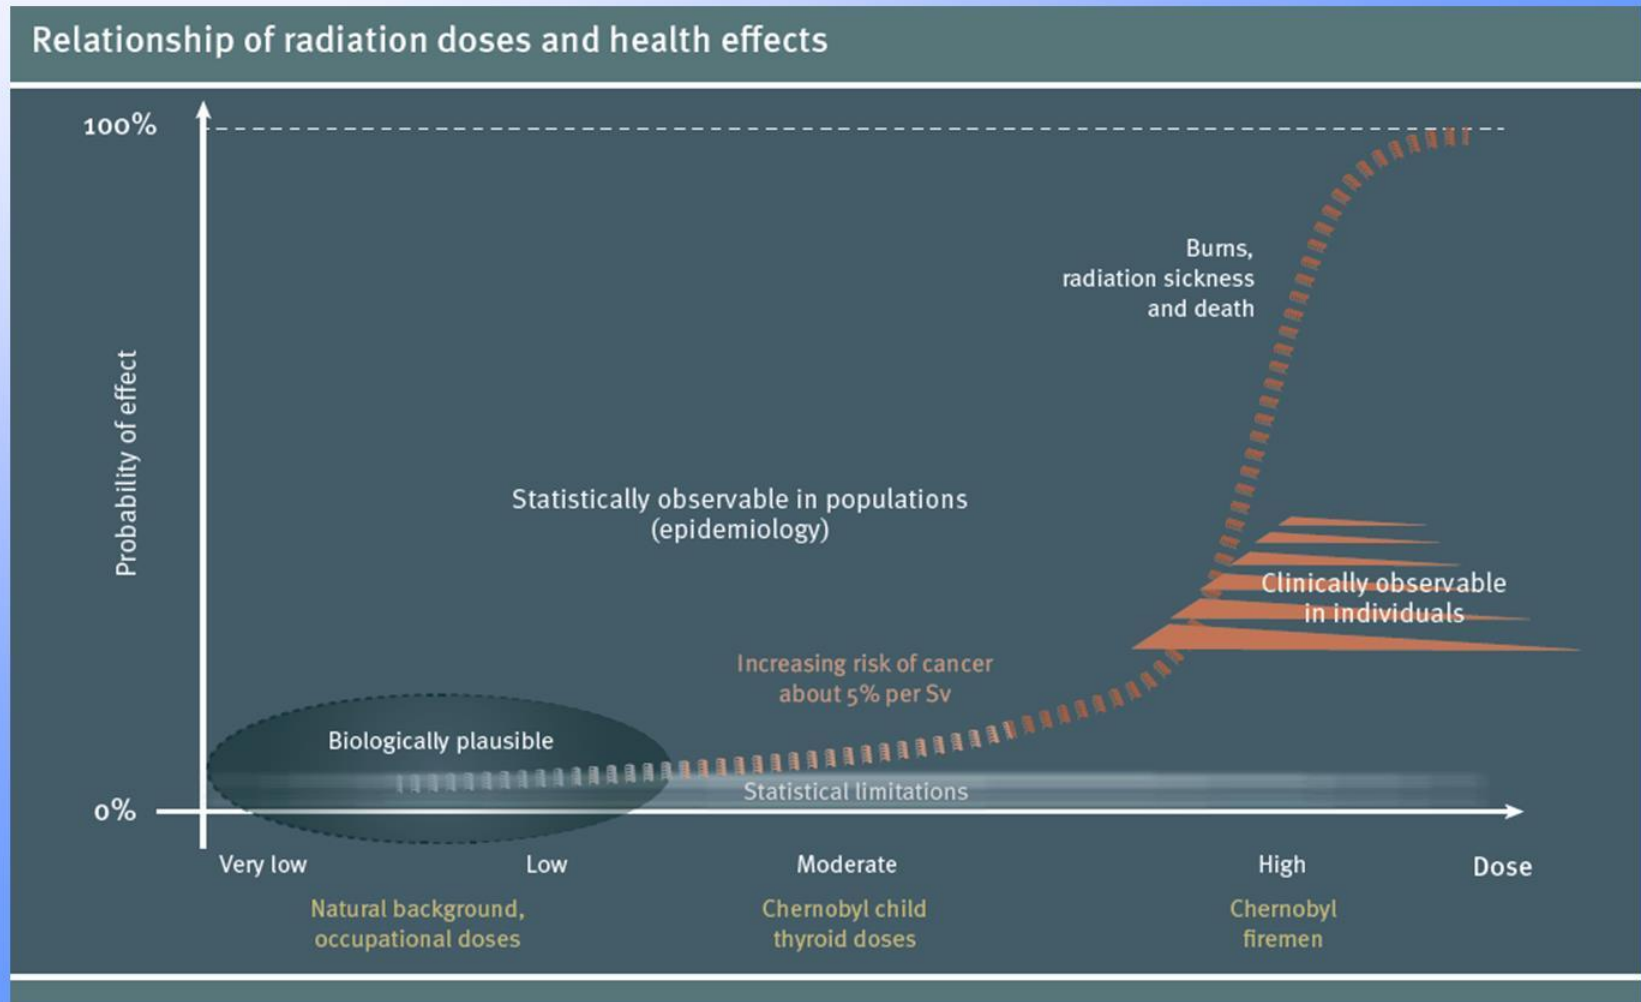 Relationship of radiation doses and health effects
100%
Burns,
radiation sickness
and death
Probability of effect
Statistically observable in populations
(epidemiology)
Clinically observable
in individuals
Increasing risk of cancer
about 5% per Sv
Biologically plausible
Statistical limitations
0%
Very low
Low
Moderate
High
Dose
Natural background,
occupational doses
Chernobyl child
thyroid doses
Chernobyl
firemen